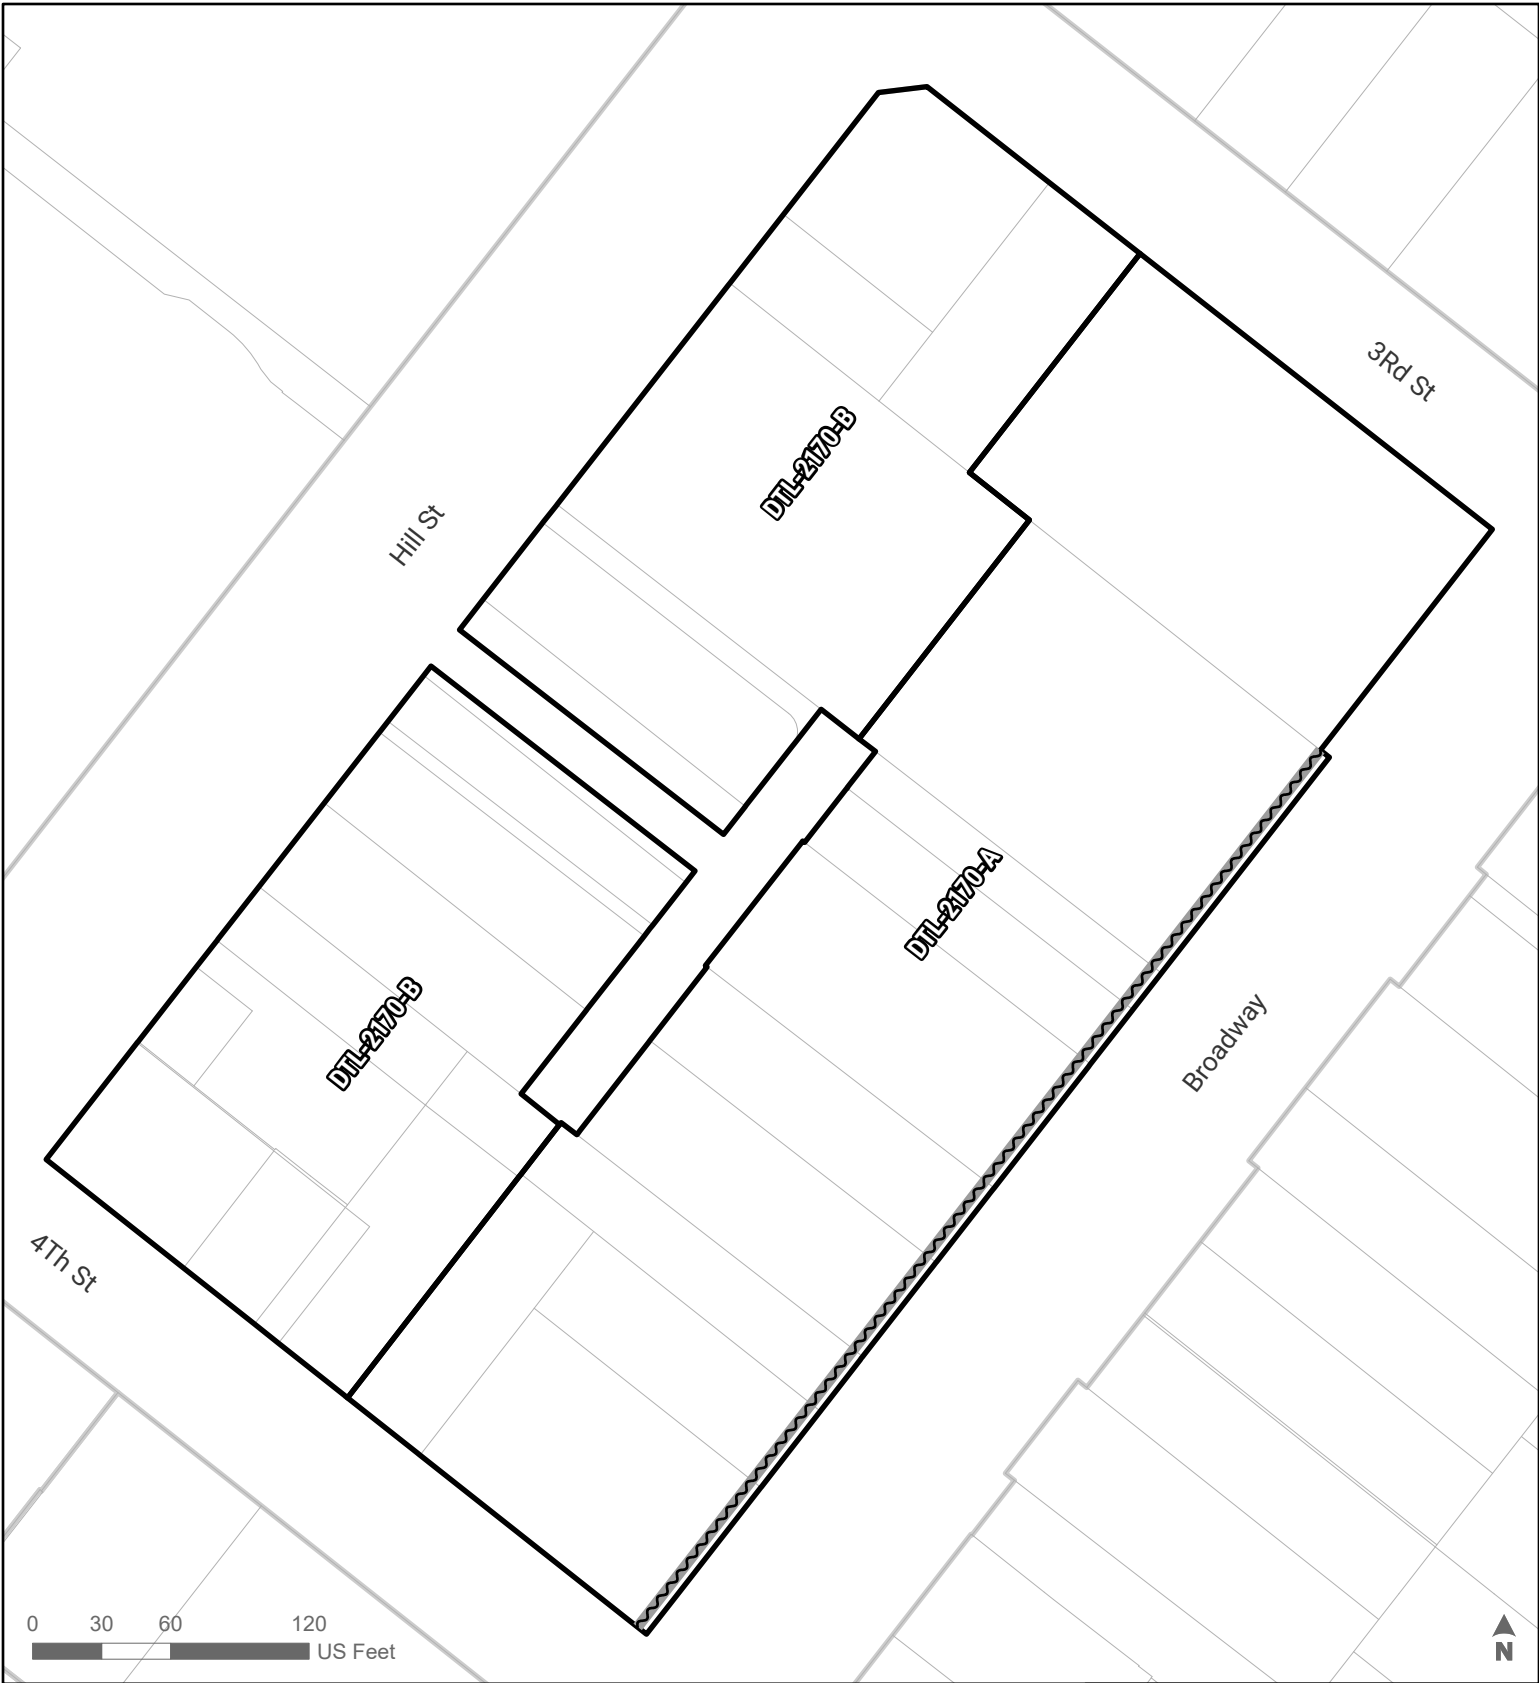 3Rd St
DTL-2170-B
Hill St
DTL-2170-A
DTL-2170-B
Broadway
4Th St
0 30 60 120
US Feet
N